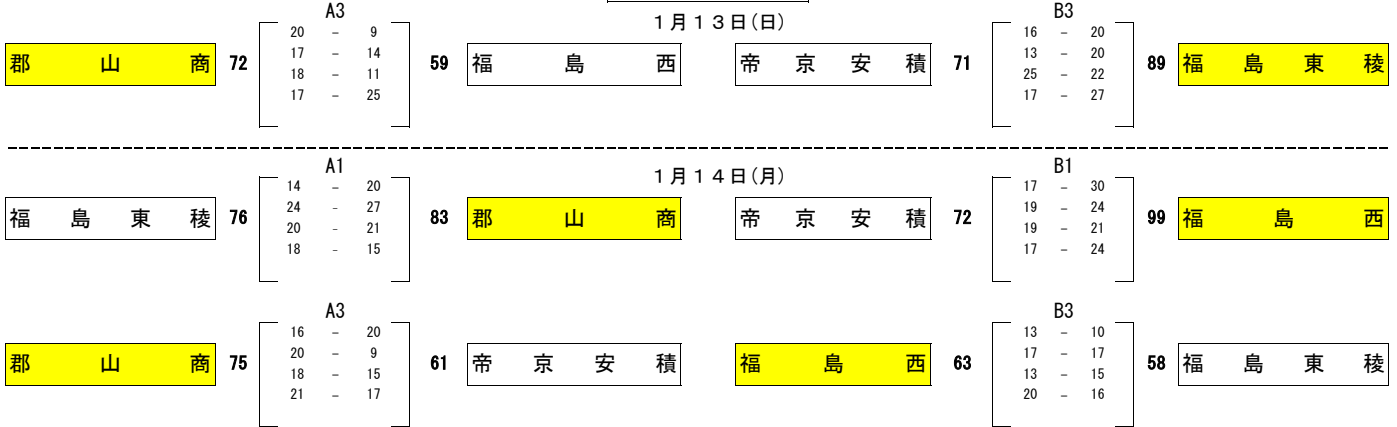 A3 1月13日(日) B3
20 － 9 16 － 20
郡山商 72 17 － 14 59 福島西 帝京安積 71 13 － 20 89 福島東稜
18 － 11 25 － 22
17 － 25 17 － 27
A1 1月14日(月) B1
14 － 20 17 － 30
福島東稜 76 24 － 27 83 郡山商 帝京安積 72 19 － 24 99 福島西
20 － 21 19 － 21
18 － 15 17 － 24
A3 B3
16 － 20 13 － 10
郡山商 75 20 － 9 61 帝京安積 福島西 63 17 － 17 58 福島東稜
18 － 15 13 － 15
21 － 17 20 － 16